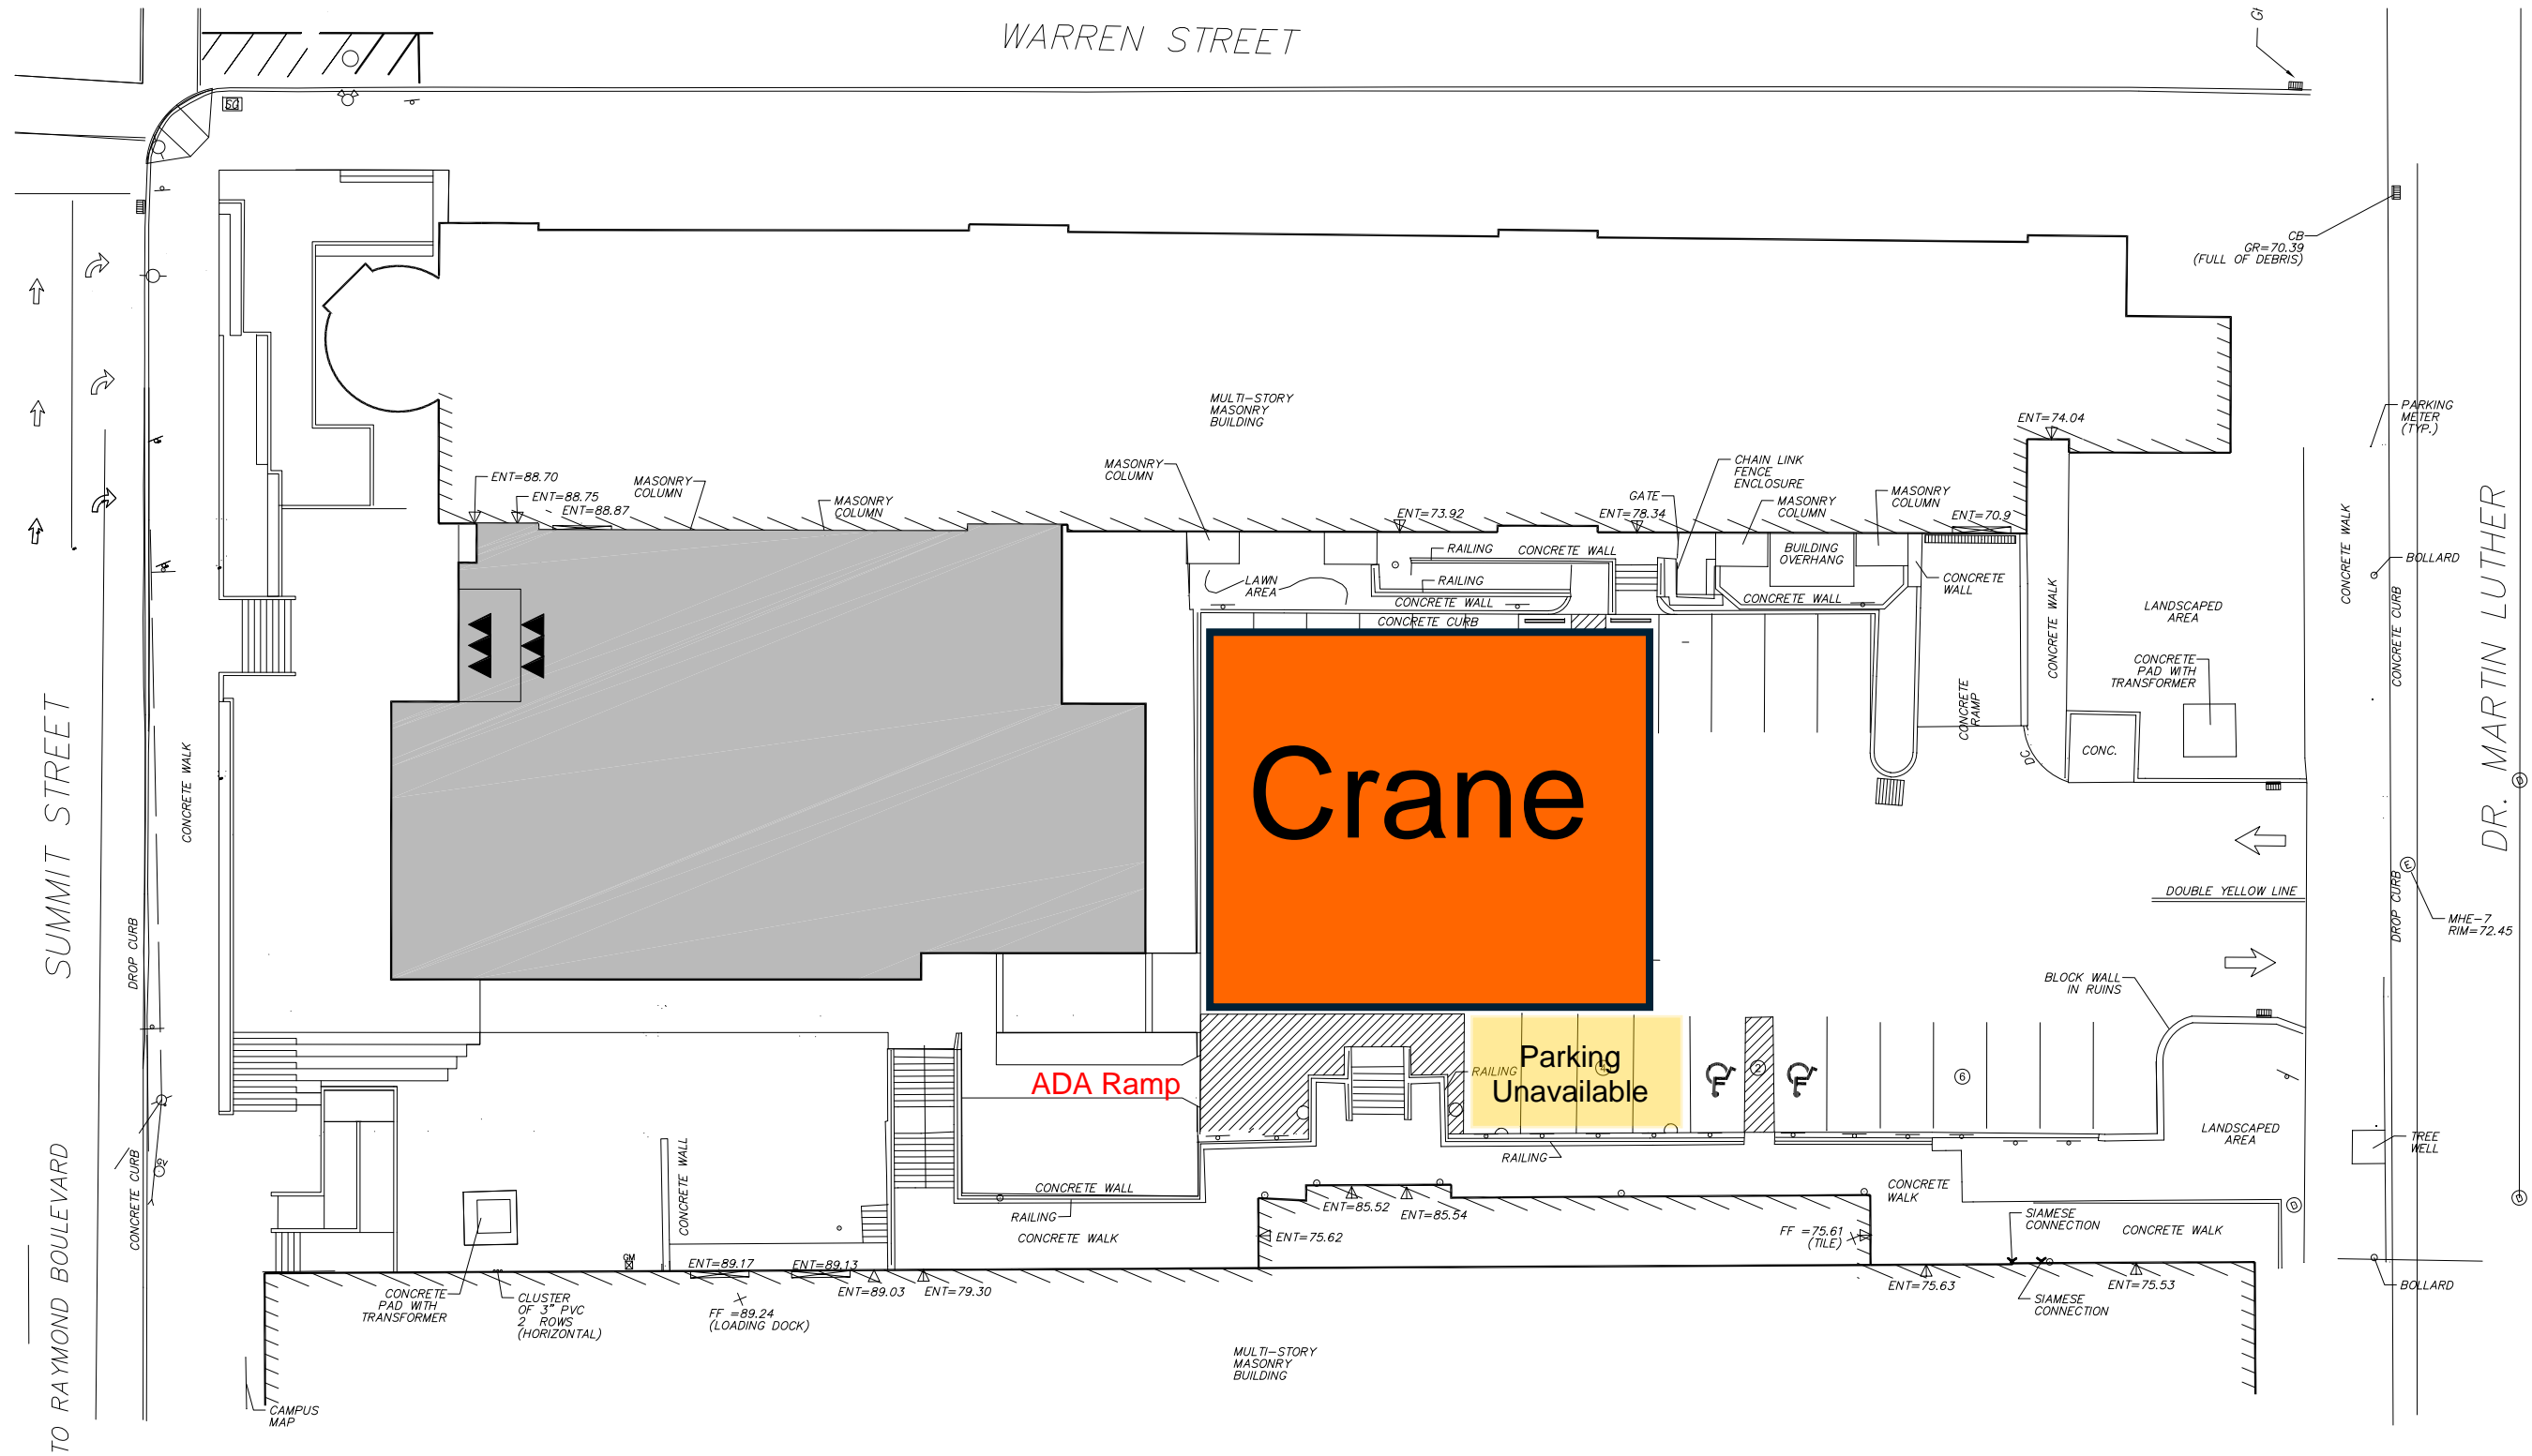 WARREN STREET
GI
SG
CB
GR=70.39
(FULL OF DEBRIS)
MULTI-STORY
MASONRY
BUILDING
PARKING
METER
(TYP.)
ENT=74.04
ENT=88.70
ENT=88.75
ENT=88.87
MASONRY
COLUMN
MASONRY
COLUMN
MASONRY
COLUMN
CHAIN LINK
FENCE
ENCLOSURE
GATE
MASONRY
COLUMN
MASONRY
COLUMN
ENT=73.92
ENT=78.34
ENT=70.9
RAILING
CONCRETE WALL
BUILDING
OVERHANG
RAILING
LAWN
AREA
CONCRETE WALL
CONCRETE WALL
CONCRETE CURB
CONCRETE
WALL
CONCRETE WALK
CONCRETE WALK
BOLLARD
LANDSCAPED
AREA
CONCRETE CURB
DR. MARTIN LUTHER
CONCRETE
PAD WITH
TRANSFORMER
CONCRETE
RAMP
DC
CONC.
SUMMIT STREET
CONCRETE WALK
Crane
D
E
DOUBLE YELLOW LINE
DROP CURB
MHE-7
RIM=72.45
DROP CURB
BLOCK WALL
IN RUINS
Parking
Unavailable
RAILING
4
2
6
ADA Ramp
LANDSCAPED
AREA
TREE
WELL
RAILING
TO RAYMOND BOULEVARD
CONCRETE CURB
GV
CONCRETE WALL
CONCRETE WALL
RAILING
CONCRETE WALK
CONCRETE
WALK
D
D
ENT=85.52
ENT=85.54
ENT=75.62
FF =75.61
(TILE)
SIAMESE
CONNECTION
CONCRETE WALK
GM
ENT=89.17
ENT=89.13
ENT=89.03
ENT=79.30
ENT=75.63
ENT=75.53
BOLLARD
CONCRETE
PAD WITH
TRANSFORMER
CLUSTER
OF 3" PVC
2 ROWS
(HORIZONTAL)
FF =89.24
(LOADING DOCK)
SIAMESE
CONNECTION
MULTI-STORY
MASONRY
BUILDING
CAMPUS
MAP